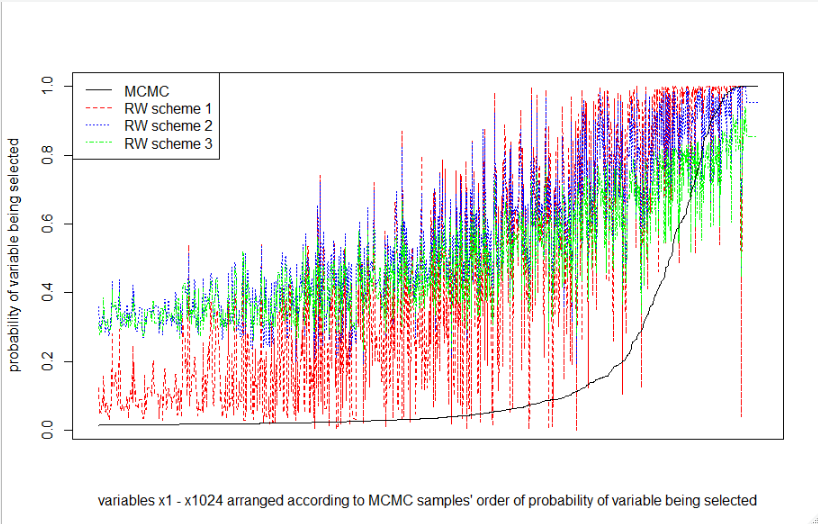 MCMC
RW scheme 1
RW scheme 2
RW scheme 3
probability of variable being selected
1.0
0.8
0.6
0.4
0.2
0.0
variables x1 - x1024 arranged according to MCMC samples' order of probability of variable being selected